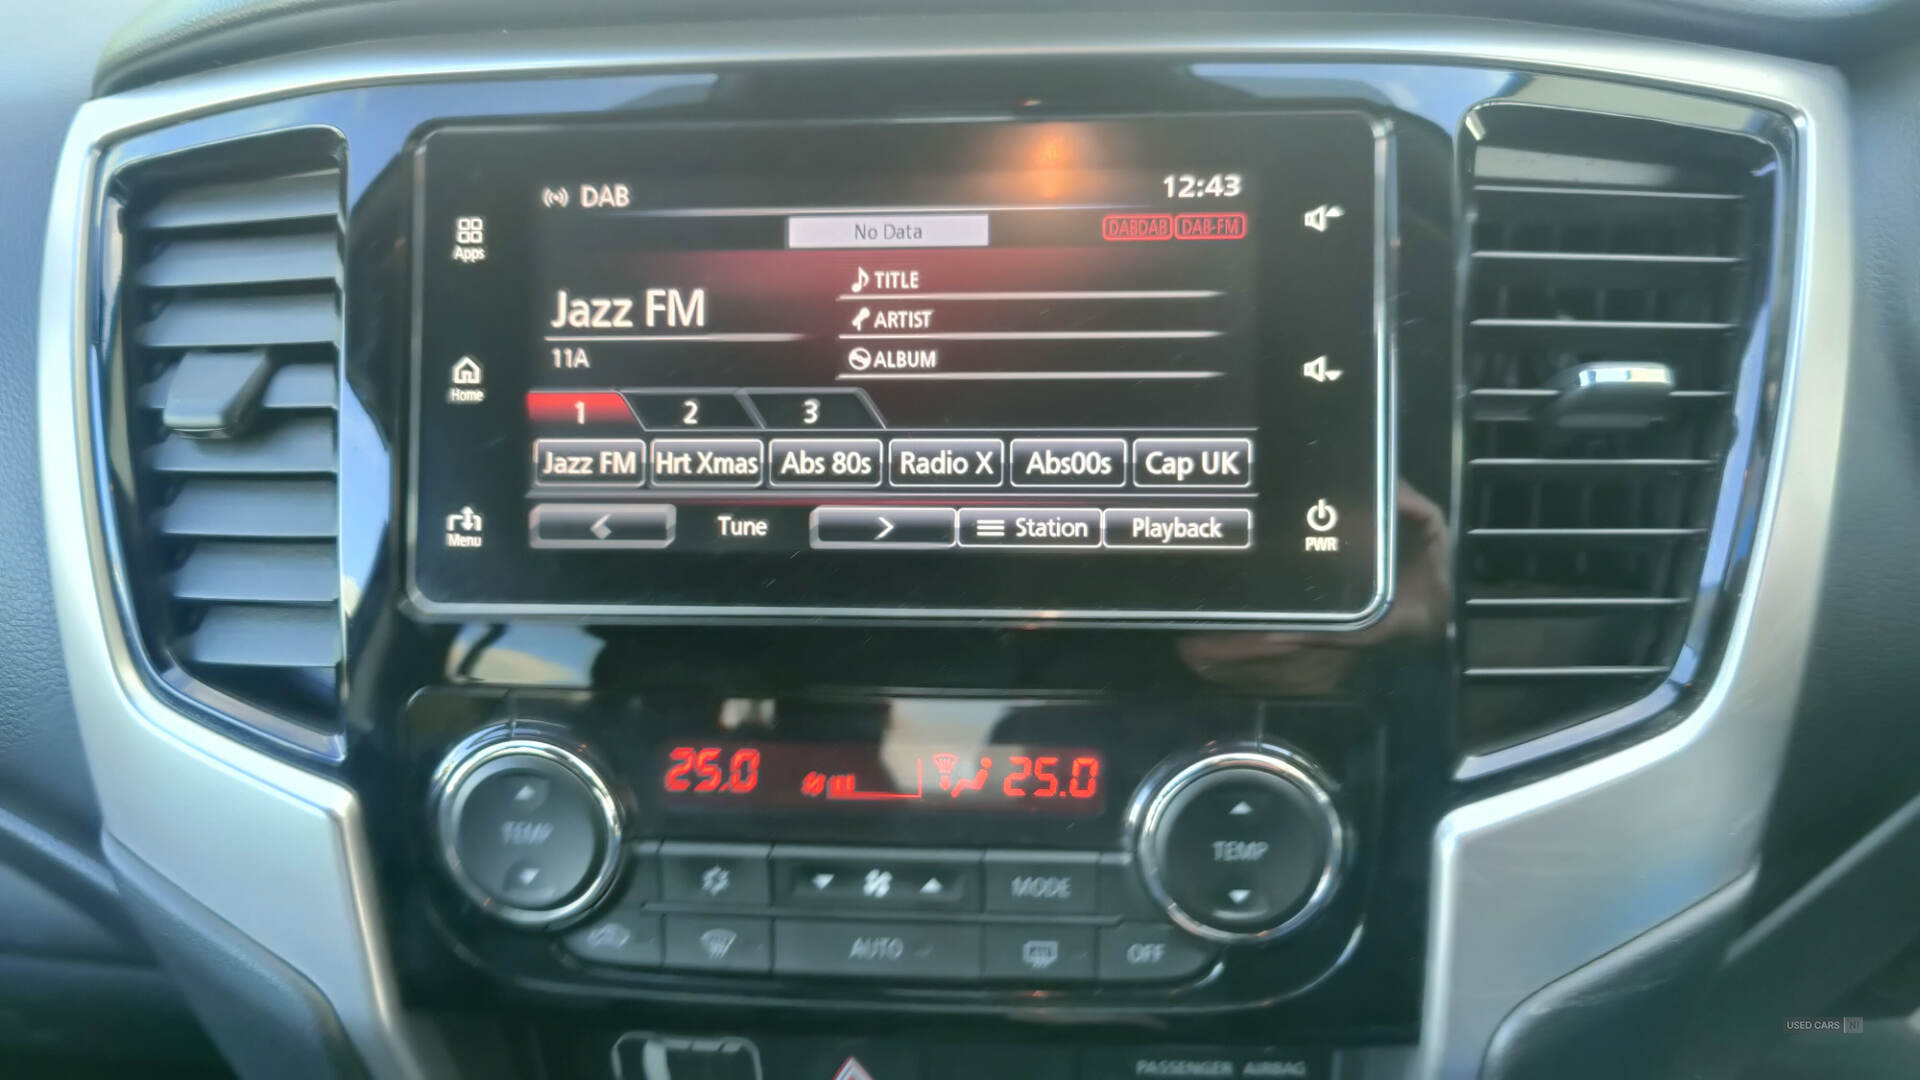 DAB
12:43
No Data
DABDAB DAB-FM
Apps
TITLE
Jazz FM
ARTIST
11A
ALBUM
Home
1 2 3
Jazz FM Hrt Xmas Abs 80s Radio X Abs00s Cap UK
< Tune > Station Playback
Menu
PWR
25.0 25.0
TEMP
TEMP
MODE
AUTO
OFF
USED CARS NI
PASSENGER AIRBAG